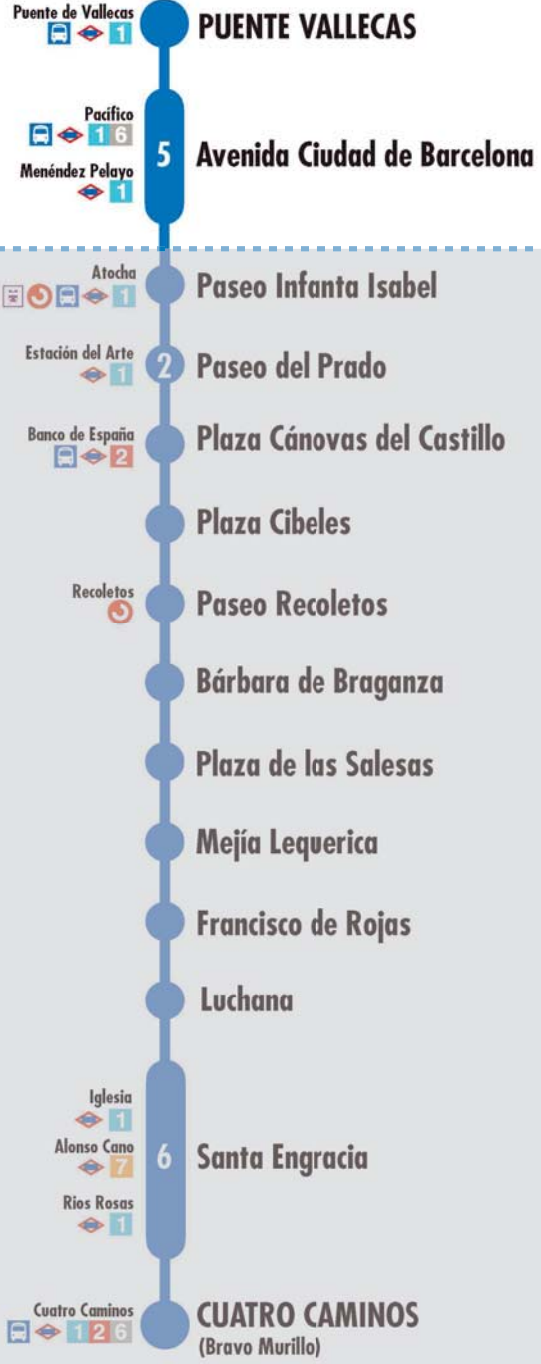 Puente de Vallecas
1
PUENTE VALLECAS
Pacífico
1 6
Menéndez Pelayo
1
5
Avenida Ciudad de Barcelona
Atocha
1
Paseo Infanta Isabel
Estación del Arte
1
2
Paseo del Prado
Banco de España
2
Plaza Cánovas del Castillo
Plaza Cibeles
Recoletos
Paseo Recoletos
Bárbara de Braganza
Plaza de las Salesas
Mejía Lequerica
Francisco de Rojas
Luchana
Iglesia
1
Alonso Cano
7
Rios Rosas
1
6
Santa Engracia
Cuatro Caminos
1 2 6
CUATRO CAMINOS
(Bravo Murillo)